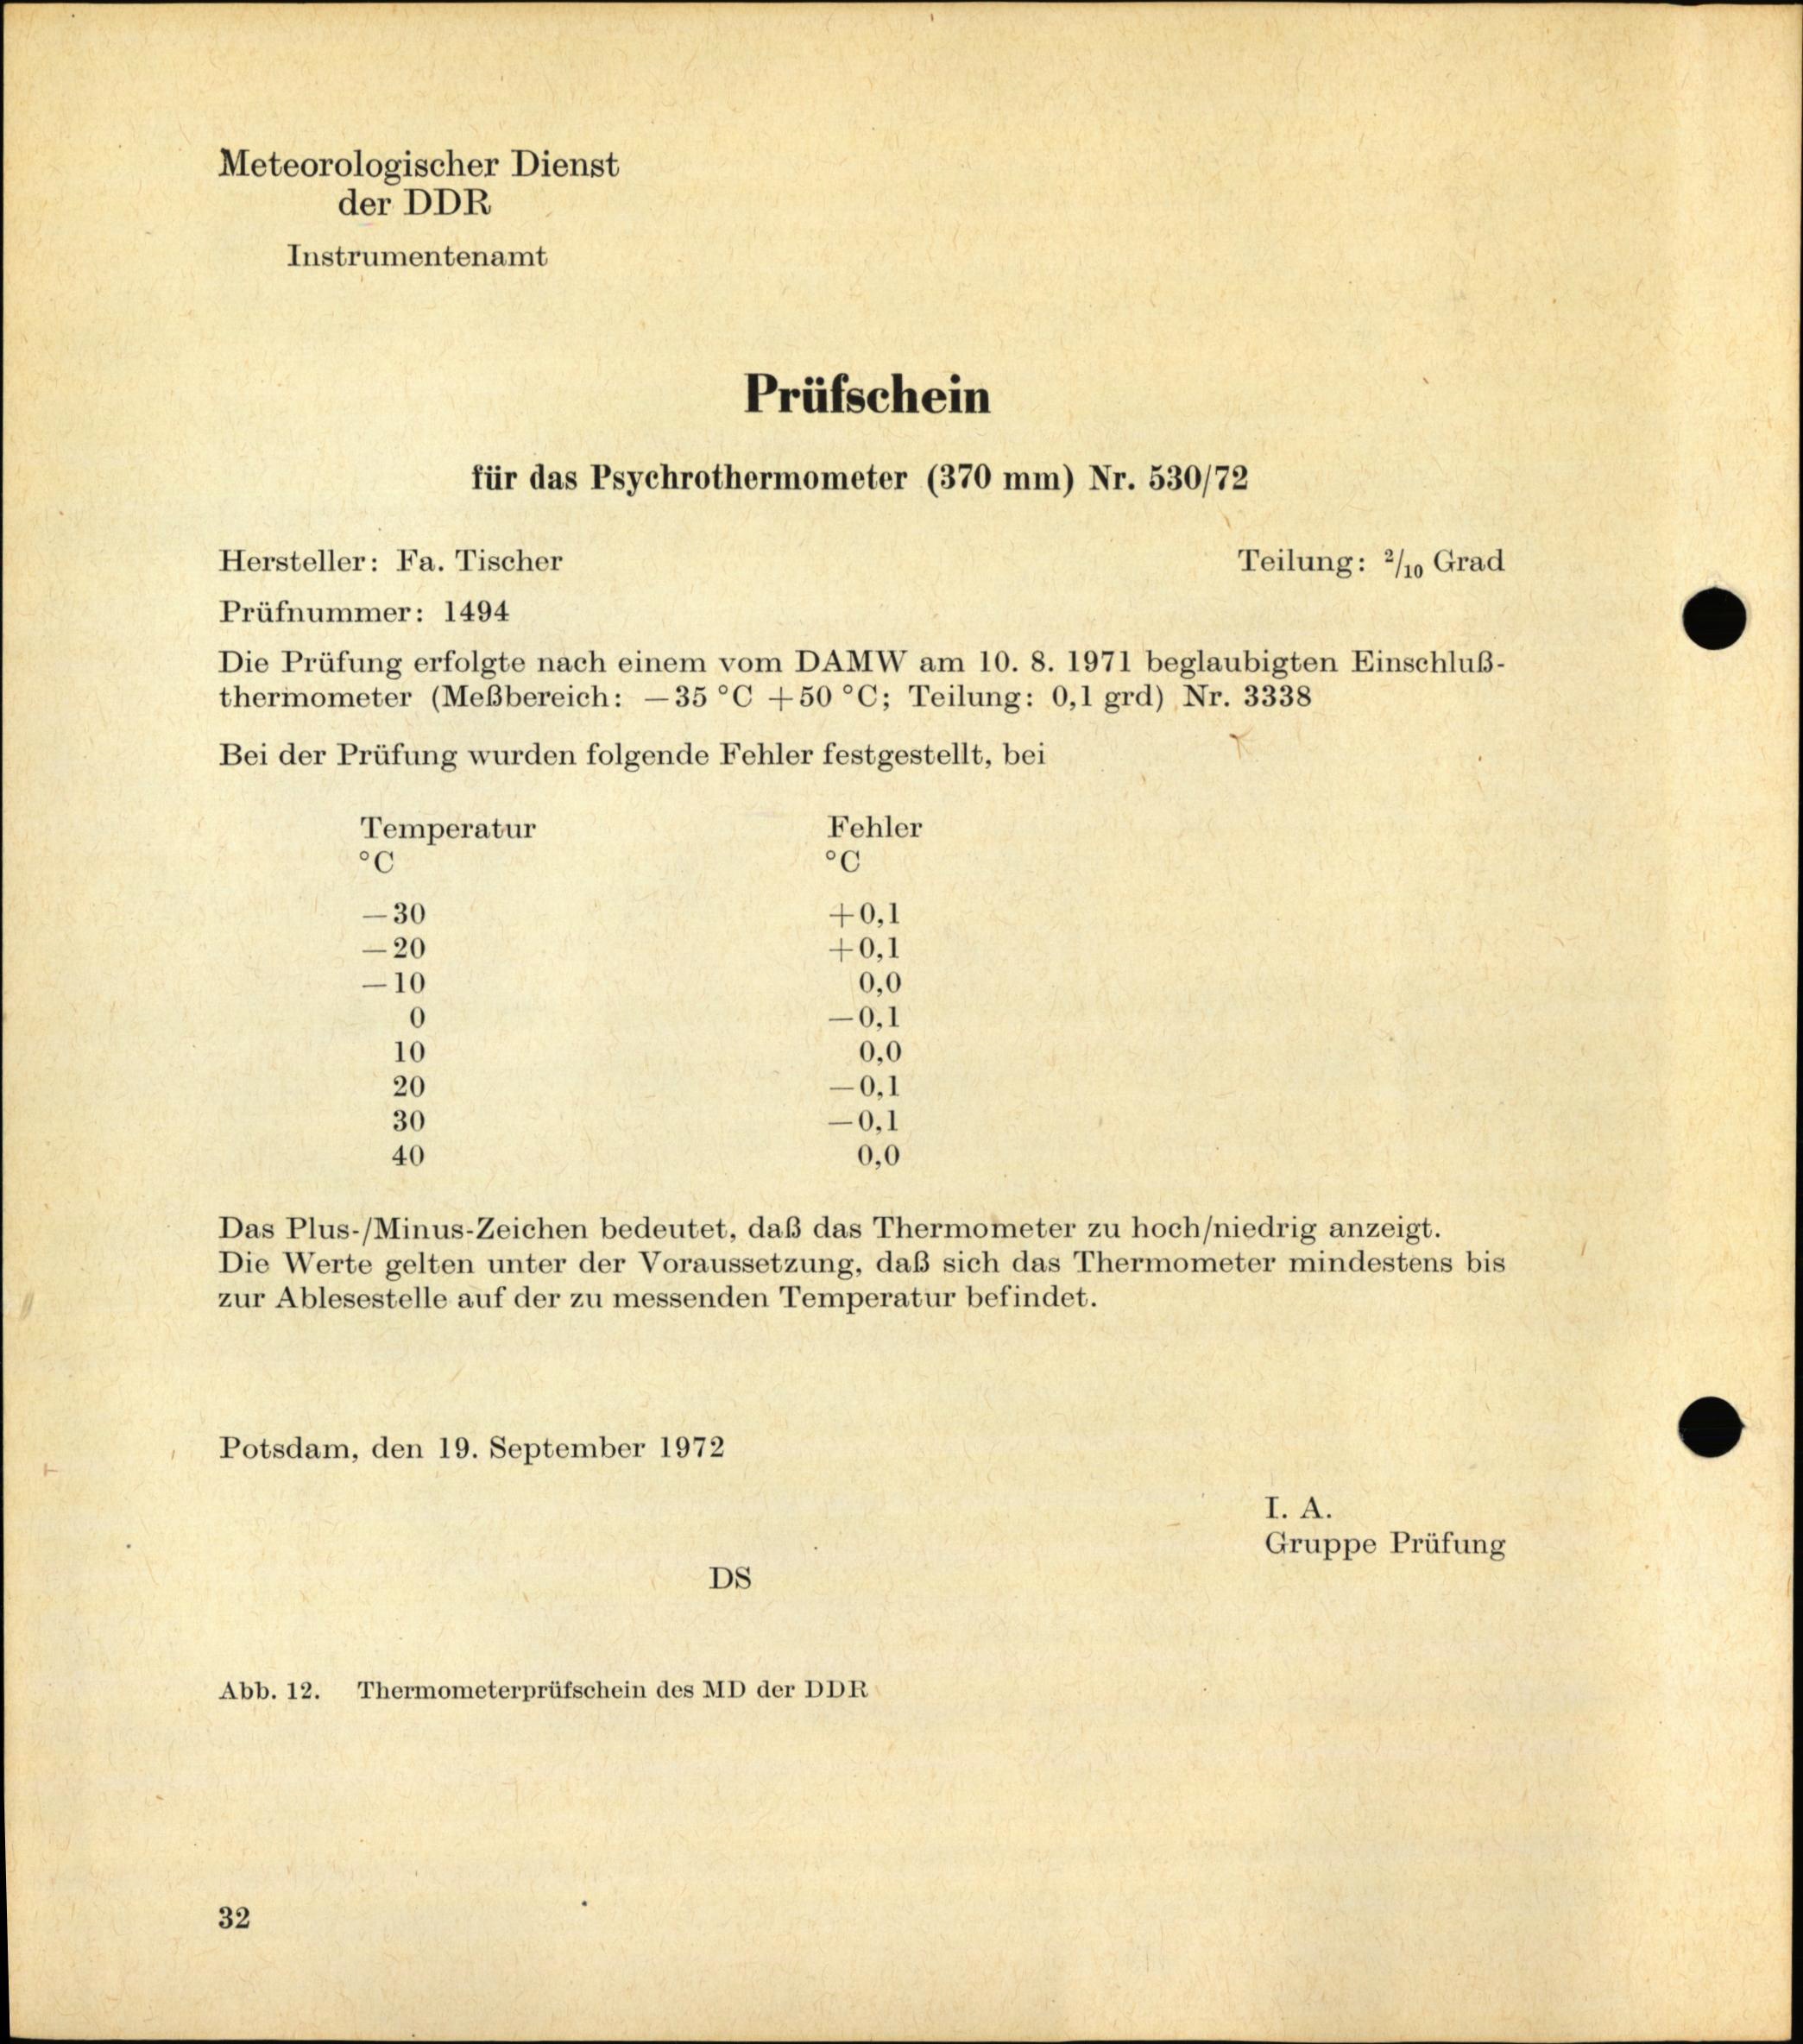 Meteorologischer Dienst
der DDR
Instrumentenamt
Prüfschein
für das Psychrothermometer (370 mm) Nr. 530/72
Hersteller: Fa. Tischer Teilung: ²/₁₀ Grad
Prüfnummer: 1494
Die Prüfung erfolgte nach einem vom DAMW am 10. 8. 1971 beglaubigten Einschluß-
thermometer (Meßbereich: —35 °C +50 °C; Teilung: 0,1 grd) Nr. 3338
Bei der Prüfung wurden folgende Fehler festgestellt, bei
Temperatur Fehler
°C °C
—30 +0,1
—20 +0,1
—10 0,0
0 —0,1
10 0,0
20 —0,1
30 —0,1
40 0,0
Das Plus-/Minus-Zeichen bedeutet, daß das Thermometer zu hoch/niedrig anzeigt.
Die Werte gelten unter der Voraussetzung, daß sich das Thermometer mindestens bis
zur Ablesestelle auf der zu messenden Temperatur befindet.
Potsdam, den 19. September 1972
I. A.
Gruppe Prüfung
DS
Abb. 12. Thermometerprüfschein des MD der DDR
32